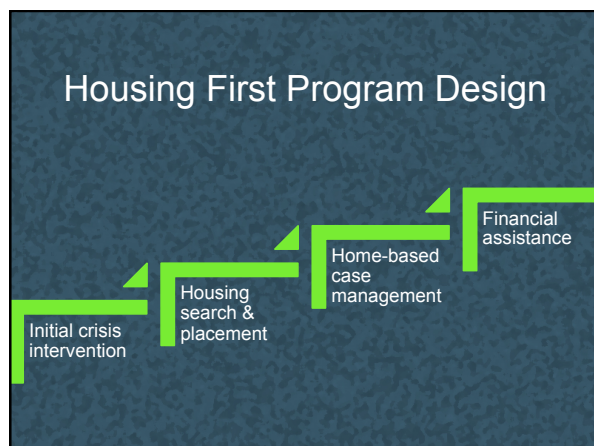 Housing First Program Design
Initial crisis
intervention
Housing
search &
placement
Home-based
case
management
Financial
assistance